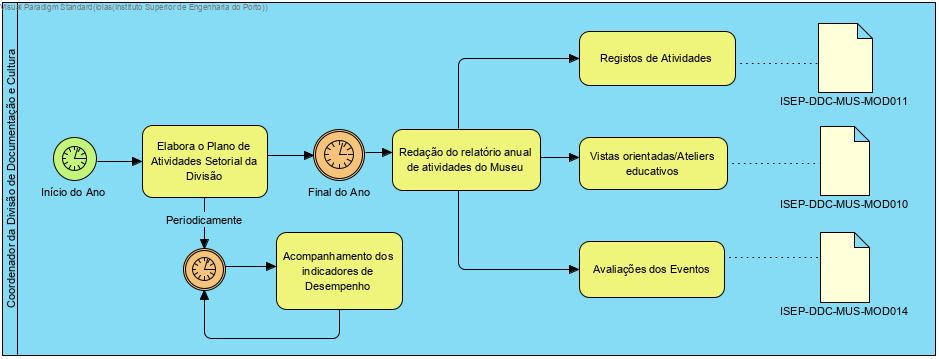 Visual Paradigm Standard(lolas(Instituto Superior de Engenharia do Porto))
Coordenador da Divisão de Documentação e Cultura
Início do Ano
Elabora o Plano de
Atividades Setorial da
Divisão
Periodicamente
Acompanhamento dos
indicadores de
Desempenho
Final do Ano
Redação do relatório anual
de atividades do Museu
Registos de Atividades
ISEP-DDC-MUS-MOD011
Vistas orientadas/Ateliers
educativos
ISEP-DDC-MUS-MOD010
Avaliações dos Eventos
ISEP-DDC-MUS-MOD014